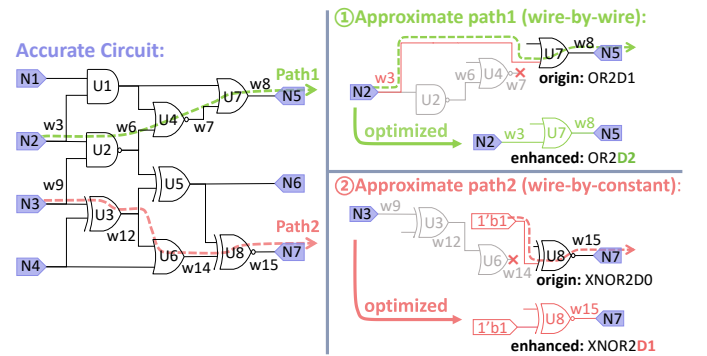 Accurate Circuit:
N1
U1
Path1
w8
U7
N5
w3
U4
w7
w6
N2
U2
w9
U5
N6
N3
U3
w12
Path2
U6
w14
U8
w15
N7
N4
①Approximate path1 (wire-by-wire):
w8
U7
N5
w3
w6
U4
w7
origin: OR2D1
N2
U2
optimized
w8
w3
U7
N2
N5
enhanced: OR2D2
②Approximate path2 (wire-by-constant):
w9
N3
U3
1'b1
w15
w12
U6
w14
U8
N7
origin: XNOR2D0
optimized
w15
U8
N7
1'b1
enhanced: XNOR2D1